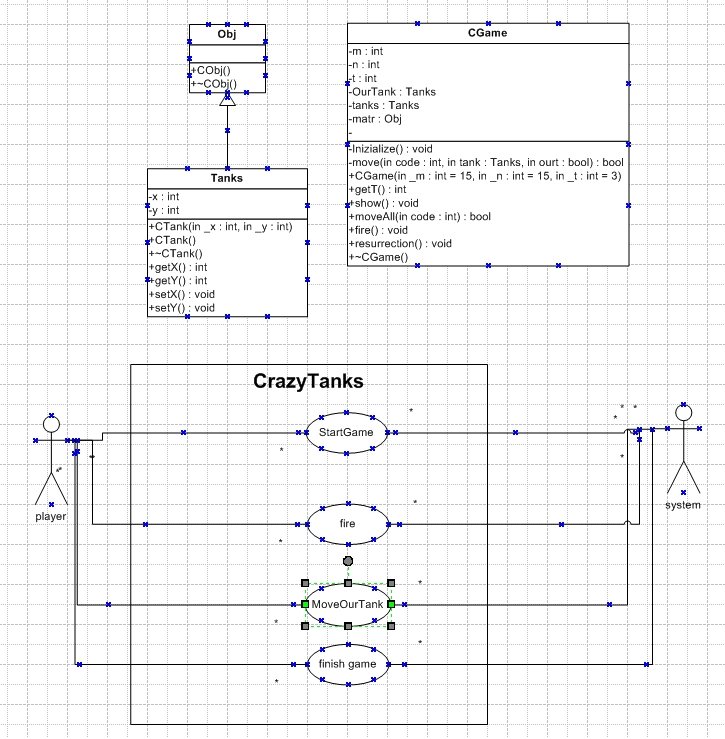 Obj
+CObj()
+~CObj()
CGame
-m : int
-n : int
-t : int
-OurTank : Tanks
-tanks : Tanks
-matr : Obj
-
-Inizialize() : void
-move(in code : int, in tank : Tanks, in ourt : bool) : bool
+CGame(in _m : int = 15, in _n : int = 15, in _t : int = 3)
+getT() : int
+show() : void
+moveAll(in code : int) : bool
+fire() : void
+resurrection() : void
+~CGame()
Tanks
-x : int
-y : int
+CTank(in _x : int, in _y : int)
+CTank()
+~CTank()
+getX() : int
+getY() : int
+setX() : void
+setY() : void
CrazyTanks
StartGame
fire
MoveOurTank
finish game
player
system